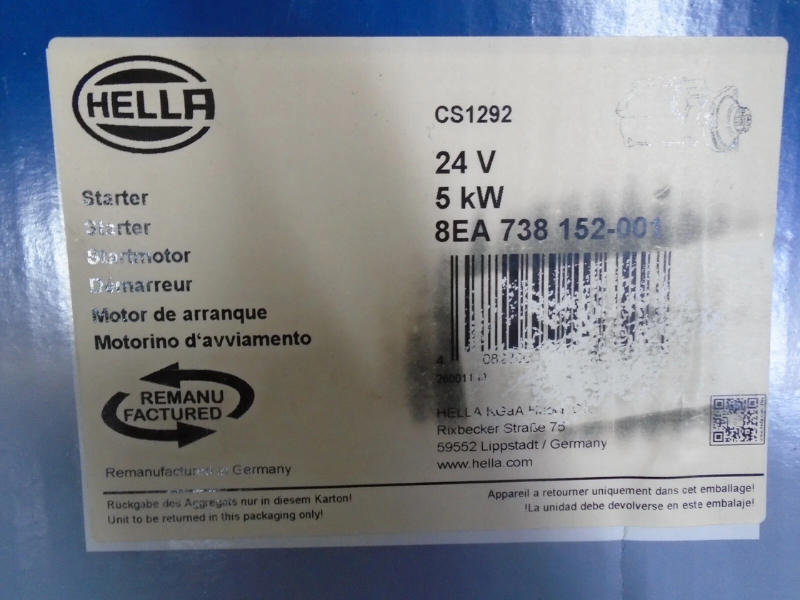 HELLA
CS1292
24 V
5 kW
8EA 738 152-001
Starter
Starter
Startmotor
Démarreur
Motor de arranque
Motorino d'avviamento
REMANU
FACTURED
Remanufactured in Germany
4
HELLA KGaA
Rixbecker Straße 75
59552 Lippstadt / Germany
www.hella.com
Rückgabe des Aggregats nur in diesem Karton!
Unit to be returned in this packaging only!
Appareil a retourner uniquement dans cet emballage!
!La unidad debe devolverse en este embalaje!